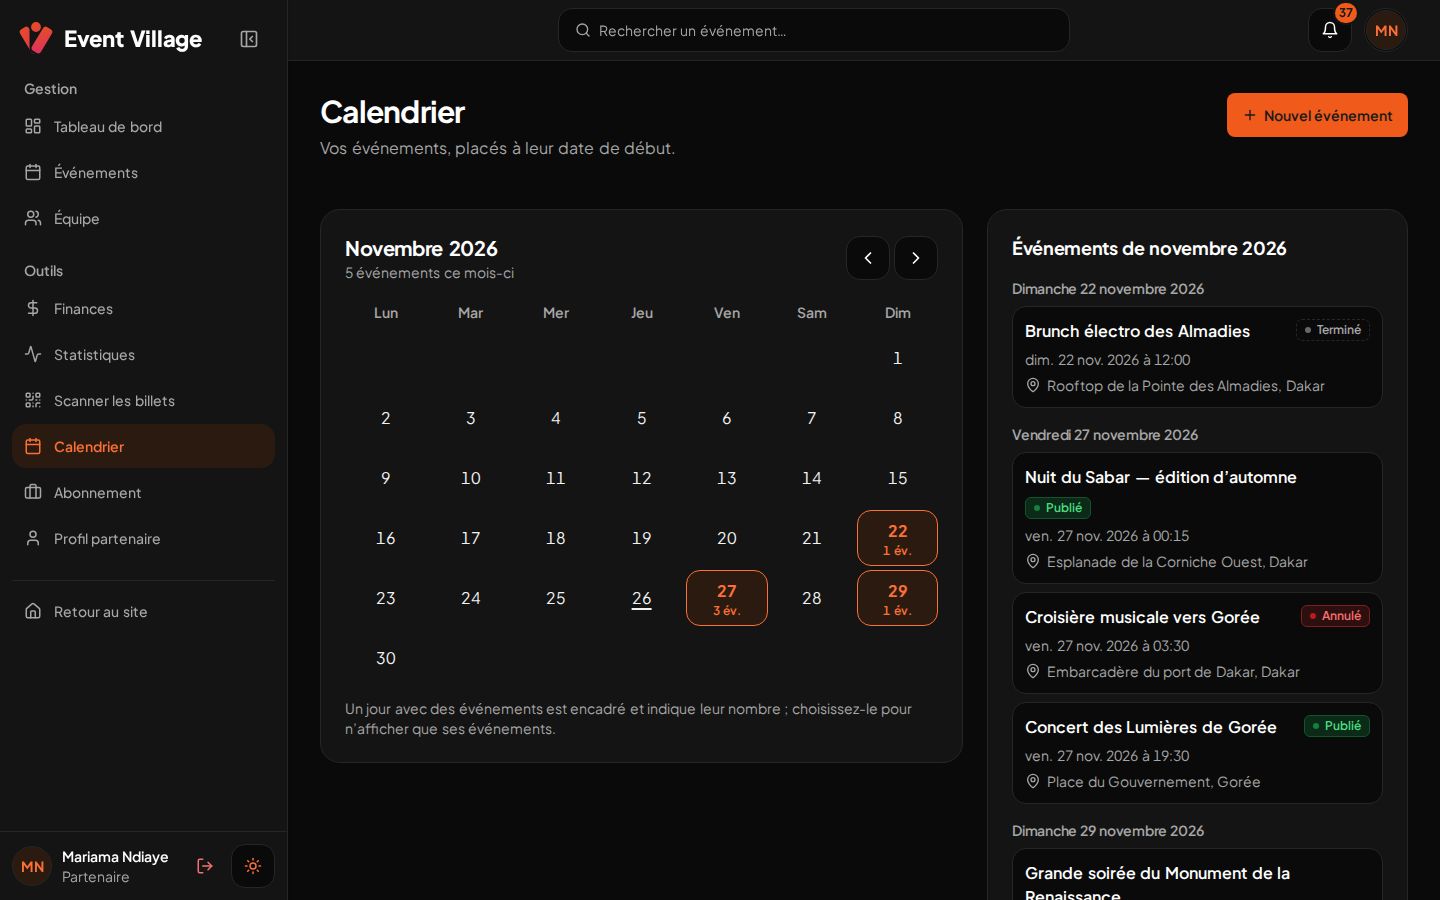 Event Village
Gestion
Tableau de bord
Événements
Équipe
Outils
Finances
Statistiques
Scanner les billets
Calendrier
Abonnement
Profil partenaire
Retour au site
MN
Mariama Ndiaye
Partenaire
Rechercher un événement...
37
MN
Calendrier
Vos événements, placés à leur date de début.
Nouvel événement
Novembre 2026
5 événements ce mois-ci
Lun Mar Mer Jeu Ven Sam Dim
1
2 3 4 5 6 7 8
9 10 11 12 13 14 15
16 17 18 19 20 21 22
1 év.
23 24 25 26 27 28 29
3 év. 1 év.
30
Un jour avec des événements est encadré et indique leur nombre ; choisissez-le pour
n’afficher que ses événements.
Événements de novembre 2026
Dimanche 22 novembre 2026
Brunch électro des Almadies
Terminé
dim. 22 nov. 2026 à 12:00
Rooftop de la Pointe des Almadies, Dakar
Vendredi 27 novembre 2026
Nuit du Sabar — édition d’automne
Publié
ven. 27 nov. 2026 à 00:15
Esplanade de la Corniche Ouest, Dakar
Croisière musicale vers Gorée
Annulé
ven. 27 nov. 2026 à 03:30
Embarcadère du port de Dakar, Dakar
Concert des Lumières de Gorée
Publié
ven. 27 nov. 2026 à 19:30
Place du Gouvernement, Gorée
Dimanche 29 novembre 2026
Grande soirée du Monument de la
Renaissance